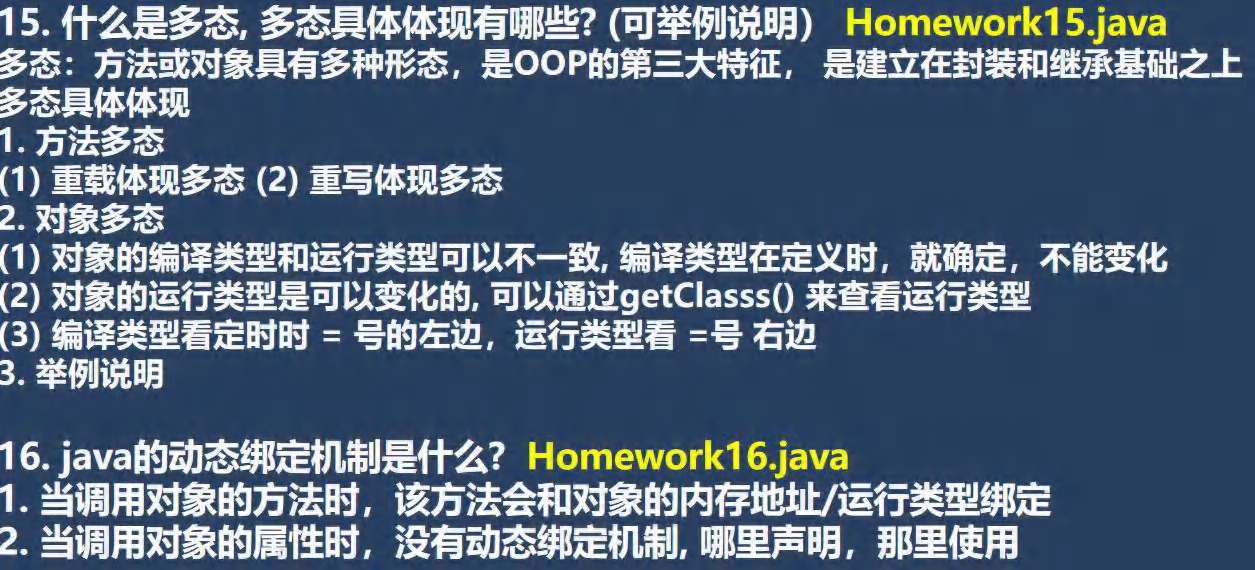 15. 什么是多态, 多态具体体现有哪些? (可举例说明) Homework15.java
多态：方法或对象具有多种形态，是OOP的第三大特征， 是建立在封装和继承基础之上
多态具体体现
1. 方法多态
(1) 重载体现多态 (2) 重写体现多态
2. 对象多态
(1) 对象的编译类型和运行类型可以不一致, 编译类型在定义时，就确定，不能变化
(2) 对象的运行类型是可以变化的, 可以通过getClasss() 来查看运行类型
(3) 编译类型看定时时 = 号的左边，运行类型看 =号 右边
3. 举例说明
16. java的动态绑定机制是什么? Homework16.java
1. 当调用对象的方法时，该方法会和对象的内存地址/运行类型绑定
2. 当调用对象的属性时，没有动态绑定机制, 哪里声明，那里使用